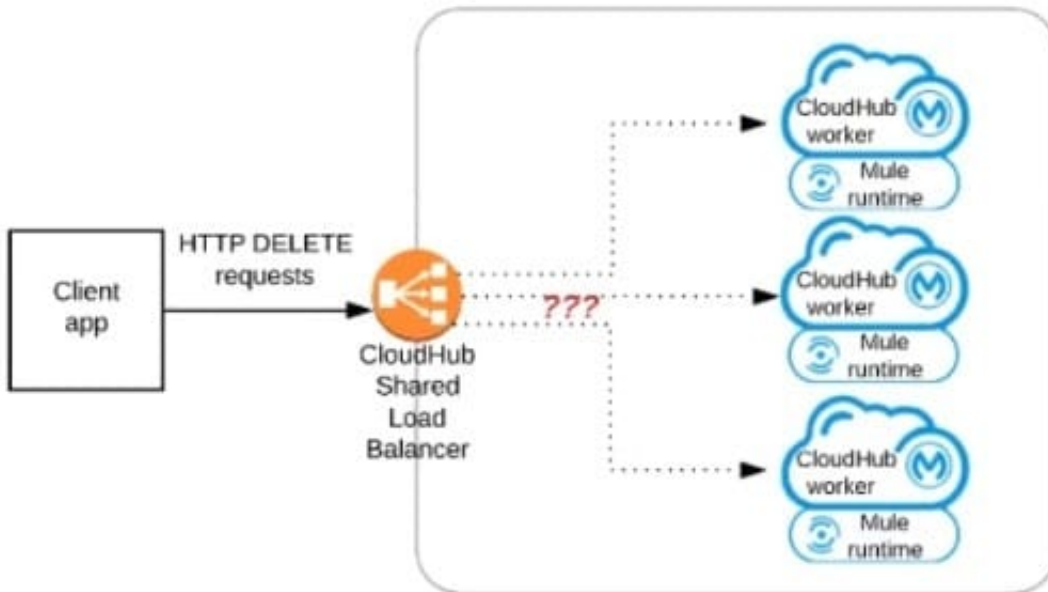 Client
app
HTTP DELETE
requests
CloudHub
Shared
Load
Balancer
???
CloudHub
worker
Mule
runtime
CloudHub
worker
Mule
runtime
CloudHub
worker
Mule
runtime